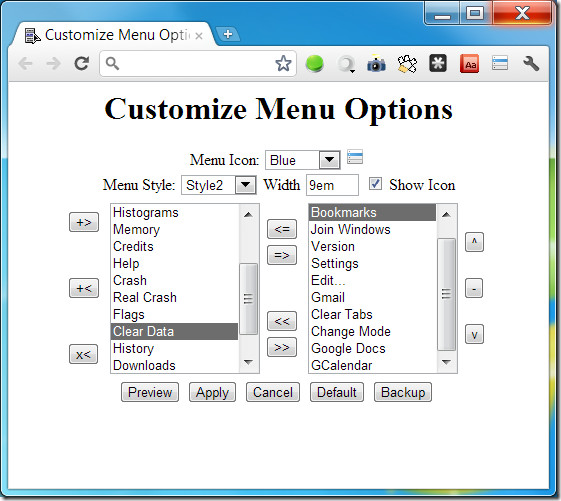 Customize Menu Opti
Aa
Customize Menu Options
Menu Icon: Blue
Menu Style: Style2 Width 9em Show Icon
+>
+<
x<
Histograms
Memory
Credits
Help
Crash
Real Crash
Flags
Clear Data
History
Downloads
<=
=>
<<
>>
Bookmarks
Join Windows
Version
Settings
Edit...
Gmail
Clear Tabs
Change Mode
Google Docs
GCalendar
^
-
v
Preview Apply Cancel Default Backup